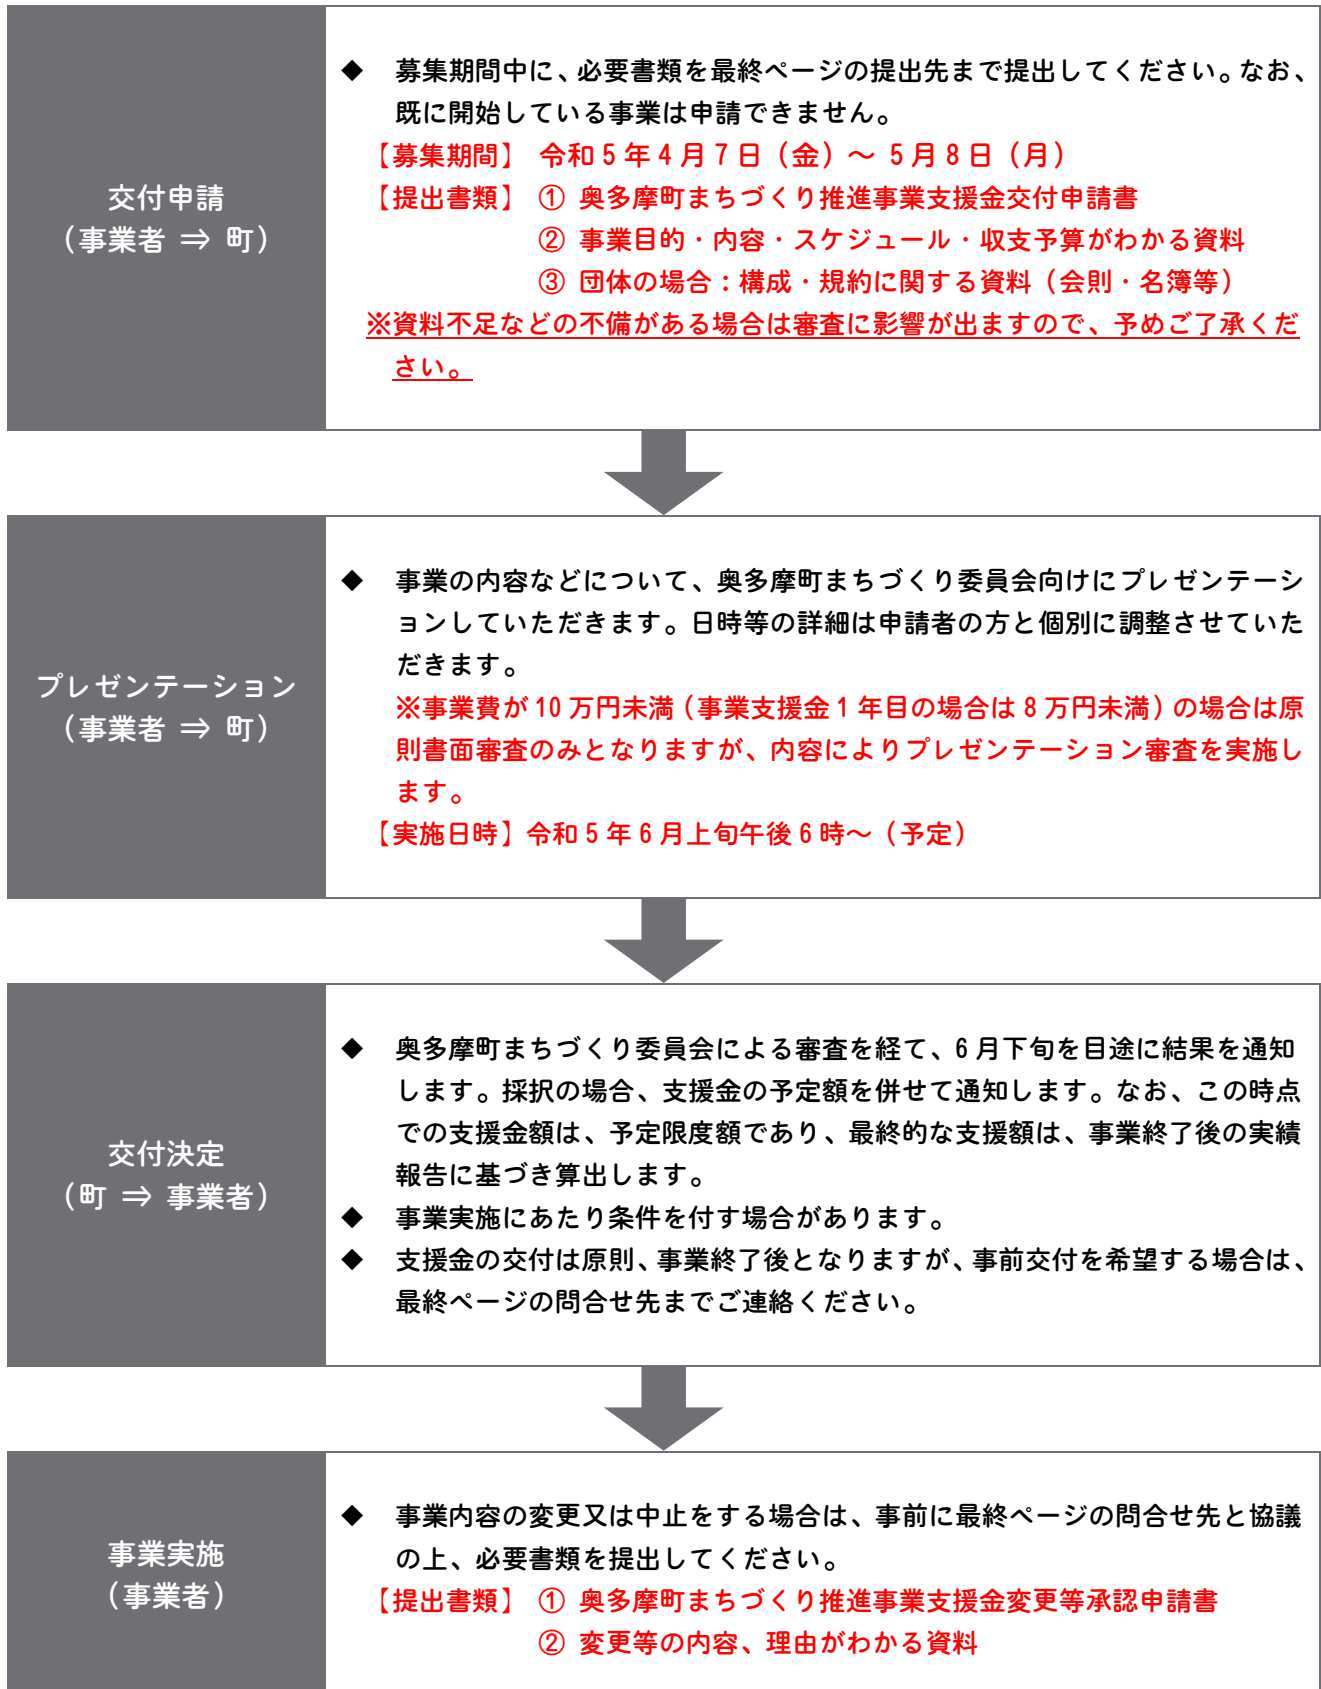 交付申請
（事業者 ⇒ 町）
◆ 募集期間中に、必要書類を最終ページの提出先まで提出してください。なお、
既に開始している事業は申請できません。
【募集期間】 令和5年4月7日（金）～ 5月8日（月）
【提出書類】 ① 奥多摩町まちづくり推進事業支援金交付申請書
② 事業目的・内容・スケジュール・収支予算がわかる資料
③ 団体の場合：構成・規約に関する資料（会則・名簿等）
※資料不足などの不備がある場合は審査に影響が出ますので、予めご了承くだ
さい。
プレゼンテーション
（事業者 ⇒ 町）
◆ 事業の内容などについて、奥多摩町まちづくり委員会向けにプレゼンテーシ
ョンしていただきます。日時等の詳細は申請者の方と個別に調整させていた
だきます。
※事業費が10万円未満（事業支援金1年目の場合は8万円未満）の場合は原
則書面審査のみとなりますが、内容によりプレゼンテーション審査を実施し
ます。
【実施日時】令和5年6月上旬午後6時～（予定）
交付決定
（町 ⇒ 事業者）
◆ 奥多摩町まちづくり委員会による審査を経て、6月下旬を目途に結果を通知
します。採択の場合、支援金の予定額を併せて通知します。なお、この時点
での支援金額は、予定限度額であり、最終的な支援額は、事業終了後の実績
報告に基づき算出します。
◆ 事業実施にあたり条件を付す場合があります。
◆ 支援金の交付は原則、事業終了後となりますが、事前交付を希望する場合は、
最終ページの問合せ先までご連絡ください。
事業実施
（事業者）
◆ 事業内容の変更又は中止をする場合は、事前に最終ページの問合せ先と協議
の上、必要書類を提出してください。
【提出書類】 ① 奥多摩町まちづくり推進事業支援金変更等承認申請書
② 変更等の内容、理由がわかる資料